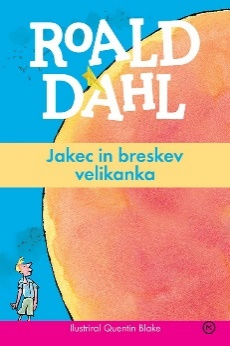 ROALD
DAHL
Jakec in breskev
velikanka
Ilustriral Quentin Blake